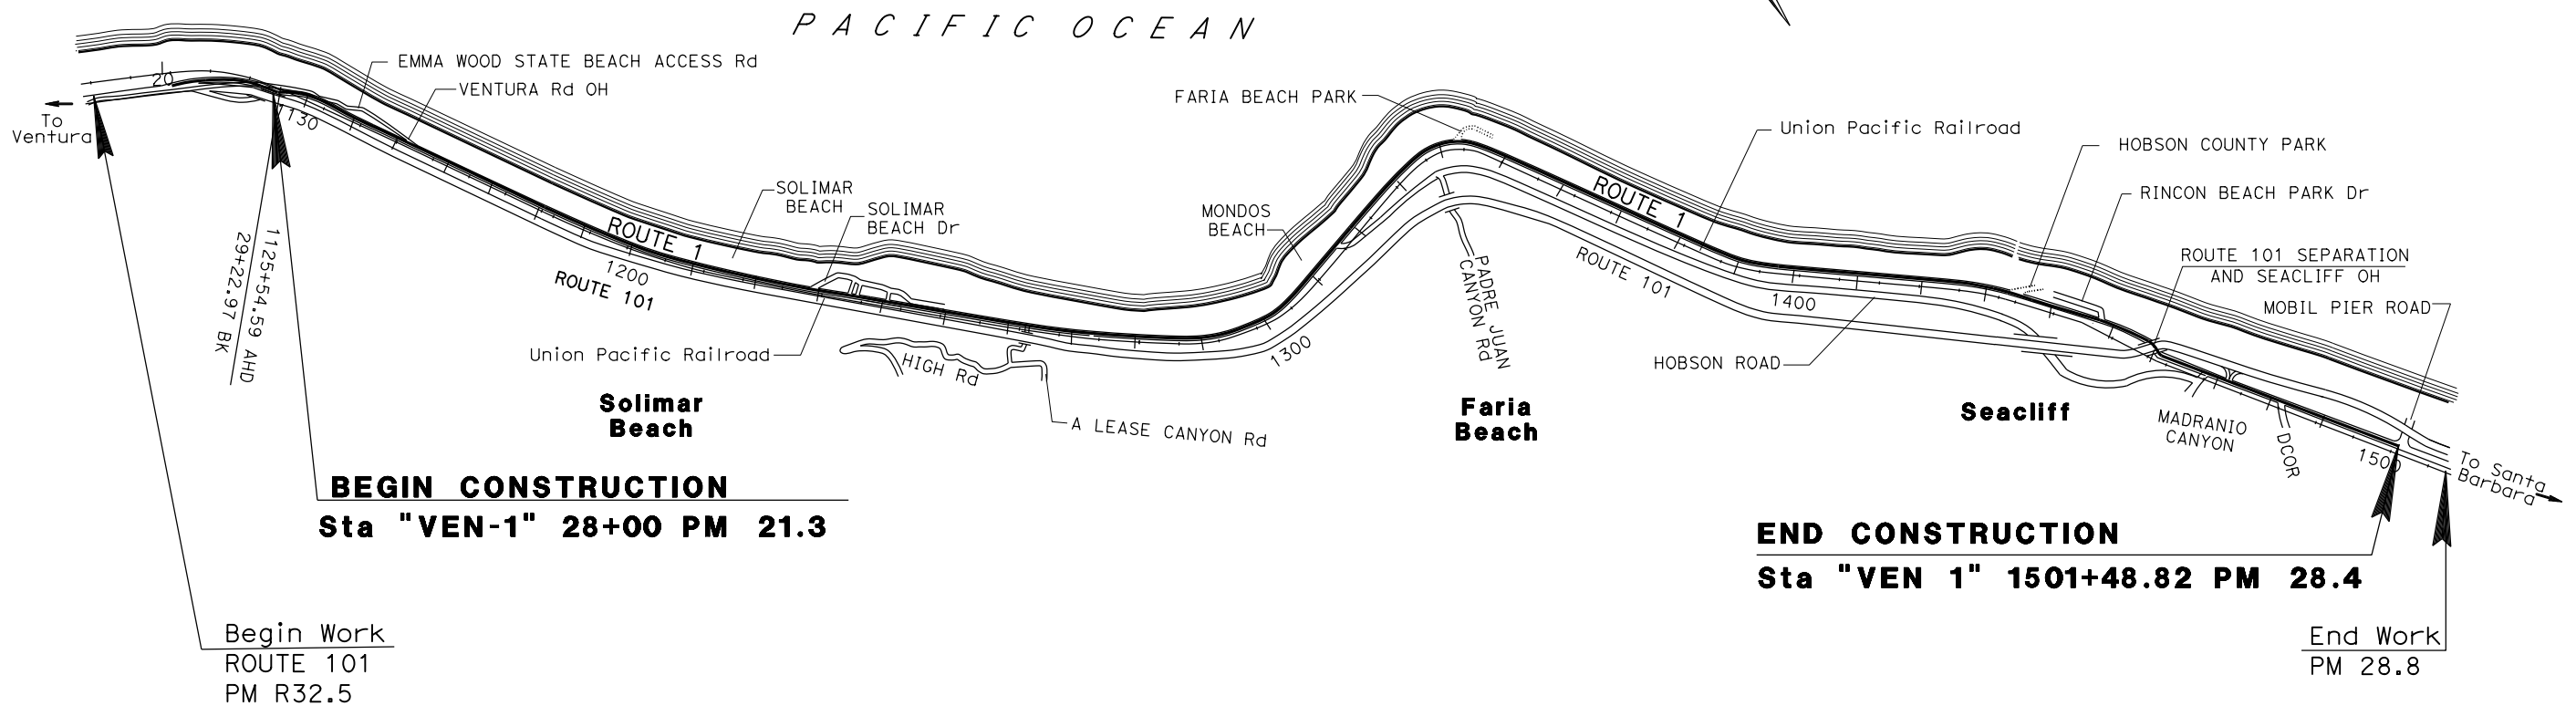 PACIFIC OCEAN
EMMA WOOD STATE BEACH ACCESS Rd
VENTURA Rd OH
20
To
Ventura
130
1125+54.59 AHD
29+22.97 BK
SOLIMAR
BEACH
SOLIMAR
BEACH Dr
ROUTE 1
1200
ROUTE 101
Union Pacific Railroad
HIGH Rd
A LEASE CANYON Rd
Solimar
Beach
FARIA BEACH PARK
MONDOS
BEACH
1300
PADRE JUAN
CANYON Rd
Faria
Beach
Union Pacific Railroad
ROUTE 1
ROUTE 101
1400
HOBSON ROAD
HOBSON COUNTY PARK
RINCON BEACH PARK Dr
ROUTE 101 SEPARATION
AND SEACLIFF OH
MOBIL PIER ROAD
Seacliff
MADRANIO
CANYON
DCOR
1500
To Santa
Barbara
BEGIN CONSTRUCTION
Sta "VEN-1" 28+00 PM 21.3
END CONSTRUCTION
Sta "VEN 1" 1501+48.82 PM 28.4
Begin Work
ROUTE 101
PM R32.5
End Work
PM 28.8